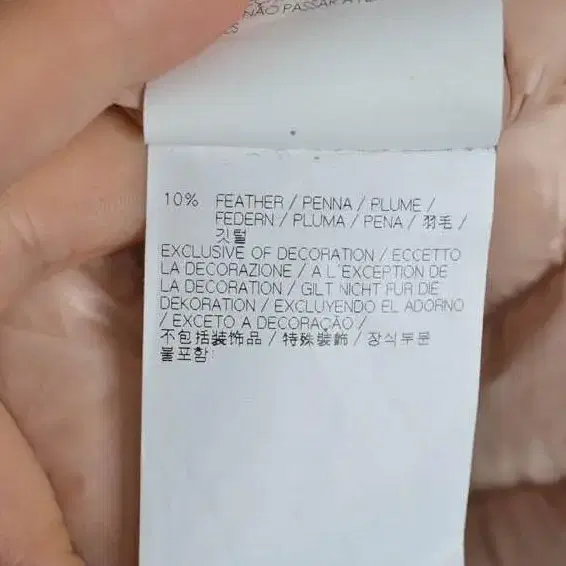 NÃO PASSAR A
10% FEATHER / PENNA / PLUME /
FEDERN / PLUMA / PENA / 羽毛 /
깃털
EXCLUSIVE OF DECORATION / ECCETTO
LA DECORAZIONE / A L'EXCEPTION DE
LA DECORATION / GILT NICHT FUR DIE
DEKORATION / EXCLUYENDO EL ADORNO
/ EXCETO A DECORAÇÃO /
不包括装饰品 / 特殊裝飾 / 장식부분
불포함: